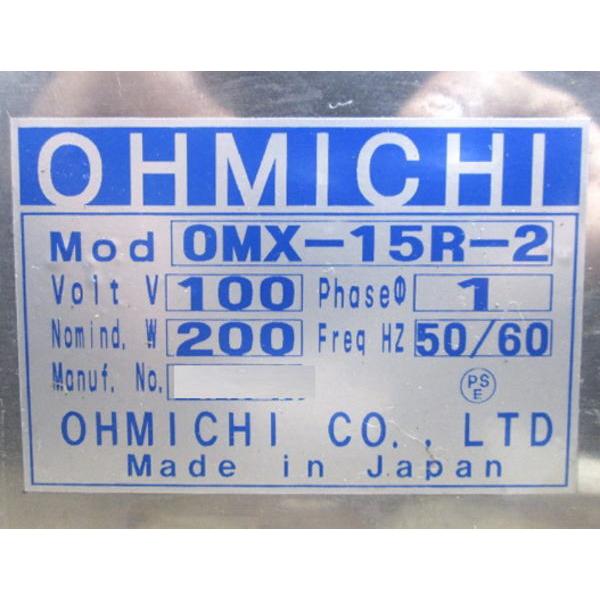 OHMICHI
Mod OMX-15R-2
Volt V 100 PhaseΦ 1
Nomind. W 200 Freq HZ 50/60
Manuf. No.
PS
E
OHMICHI CO., LTD
Made in Japan